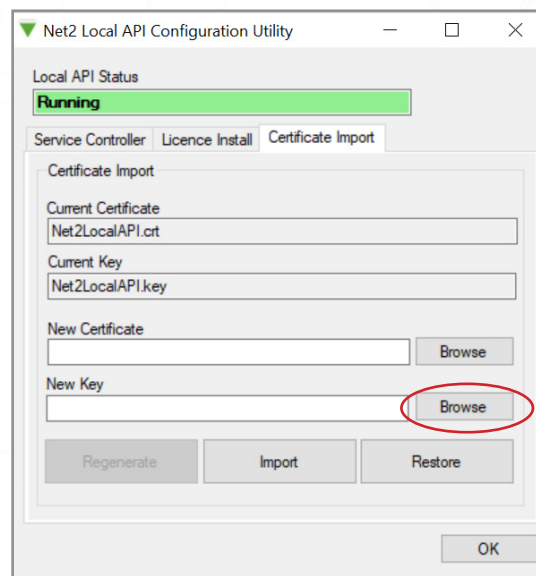 Net2 Local API Configuration Utility
Local API Status
Running
Service Controller Licence Install Certificate Import
Certificate Import
Current Certificate
Net2LocalAPI.crt
Current Key
Net2LocalAPI.key
New Certificate
Browse
New Key
Browse
Regenerate Import Restore
OK